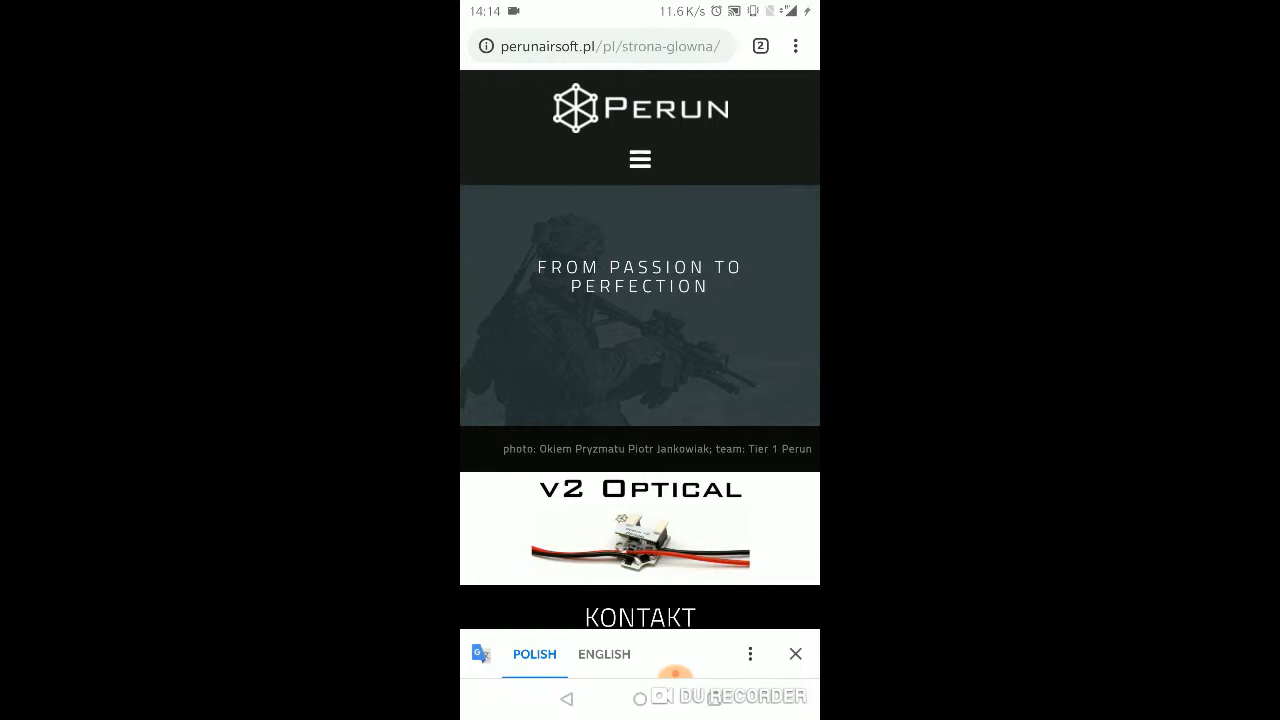 14:14 11.6K/s
perunairsoft.pl/pl/strona-glowna/ 2
PERUN
FROM PASSION TO
PERFECTION
photo: Okiem Pryzmatu Piotr Jankowiak; team: Tier 1 Perun
V2 OPTICAL
KONTAKT
POLISH ENGLISH
DU RECORDER